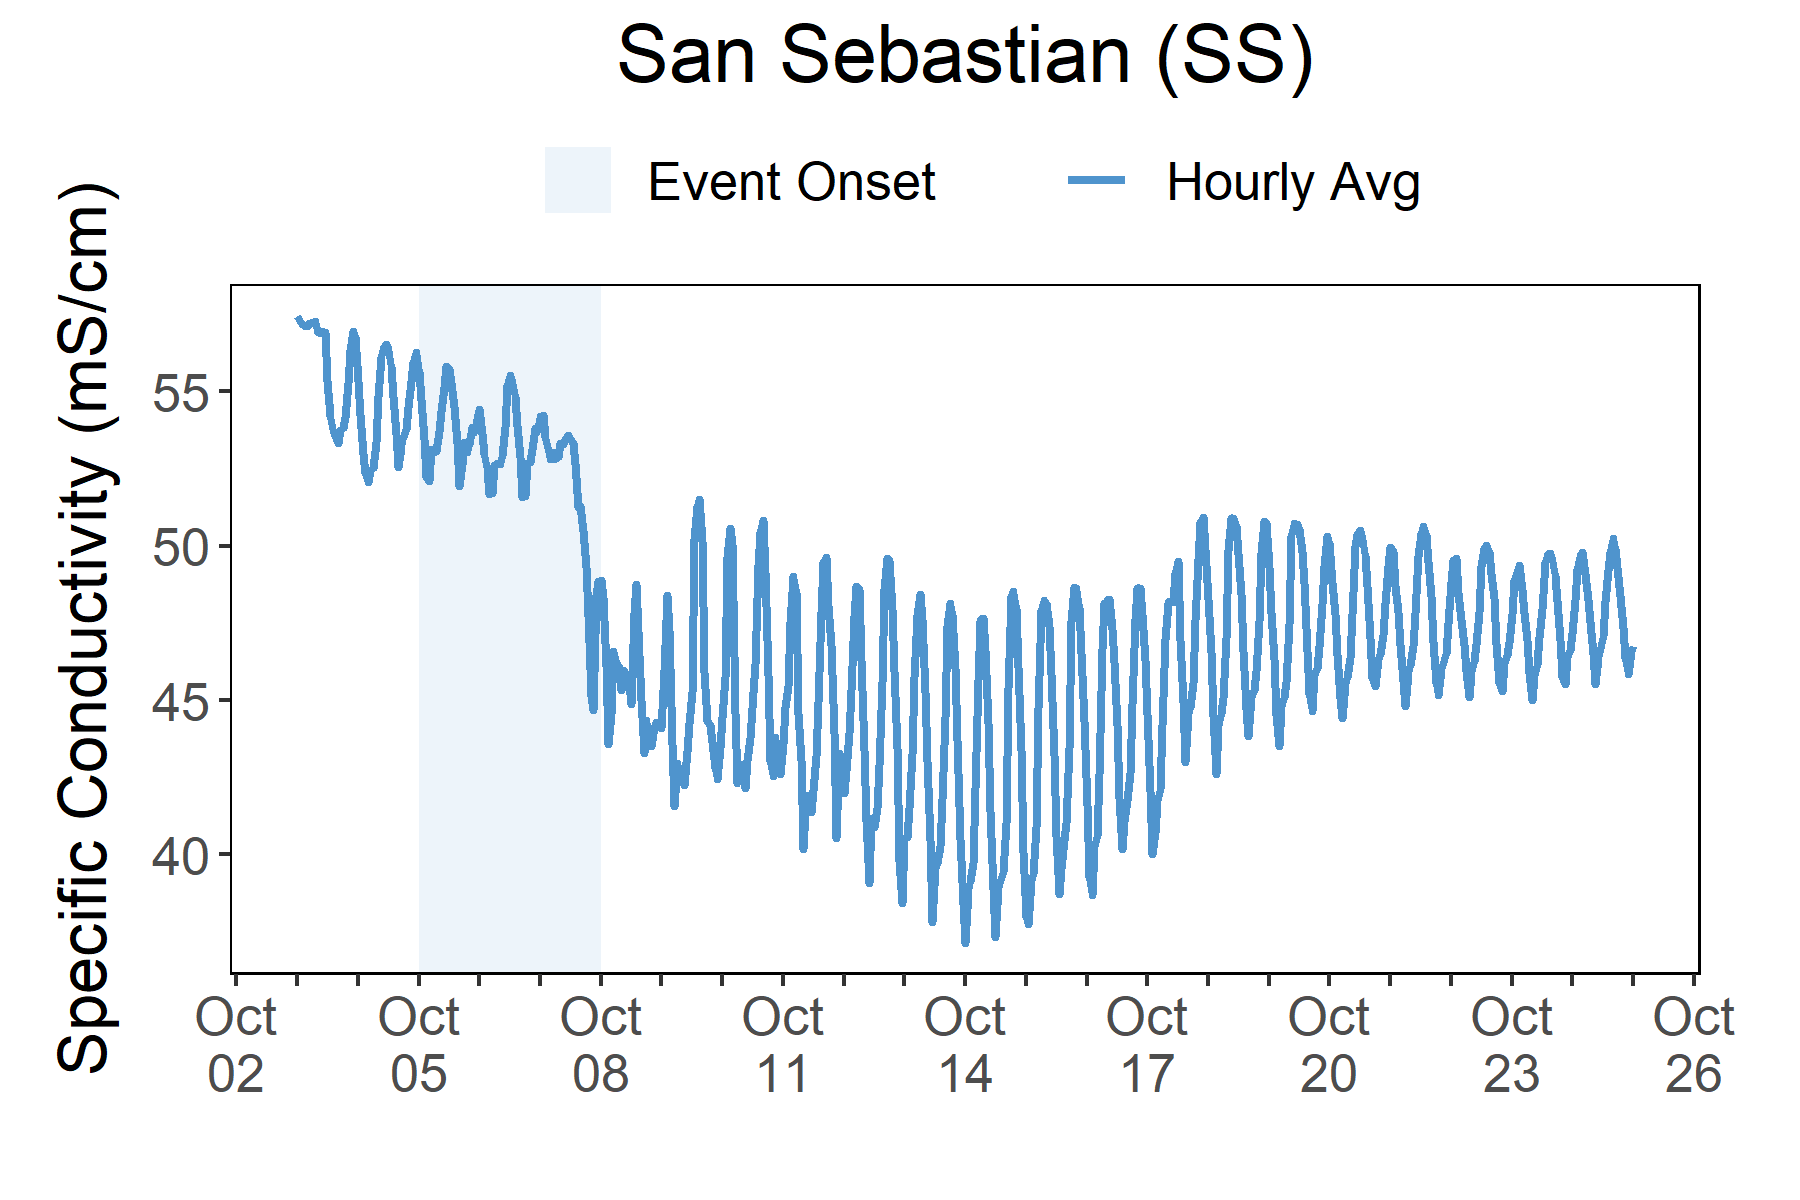 San Sebastian (SS)
Event Onset
Hourly Avg
Specific Conductivity (mS/cm)
55
50
45
40
Oct 02
Oct 05
Oct 08
Oct 11
Oct 14
Oct 17
Oct 20
Oct 23
Oct 26